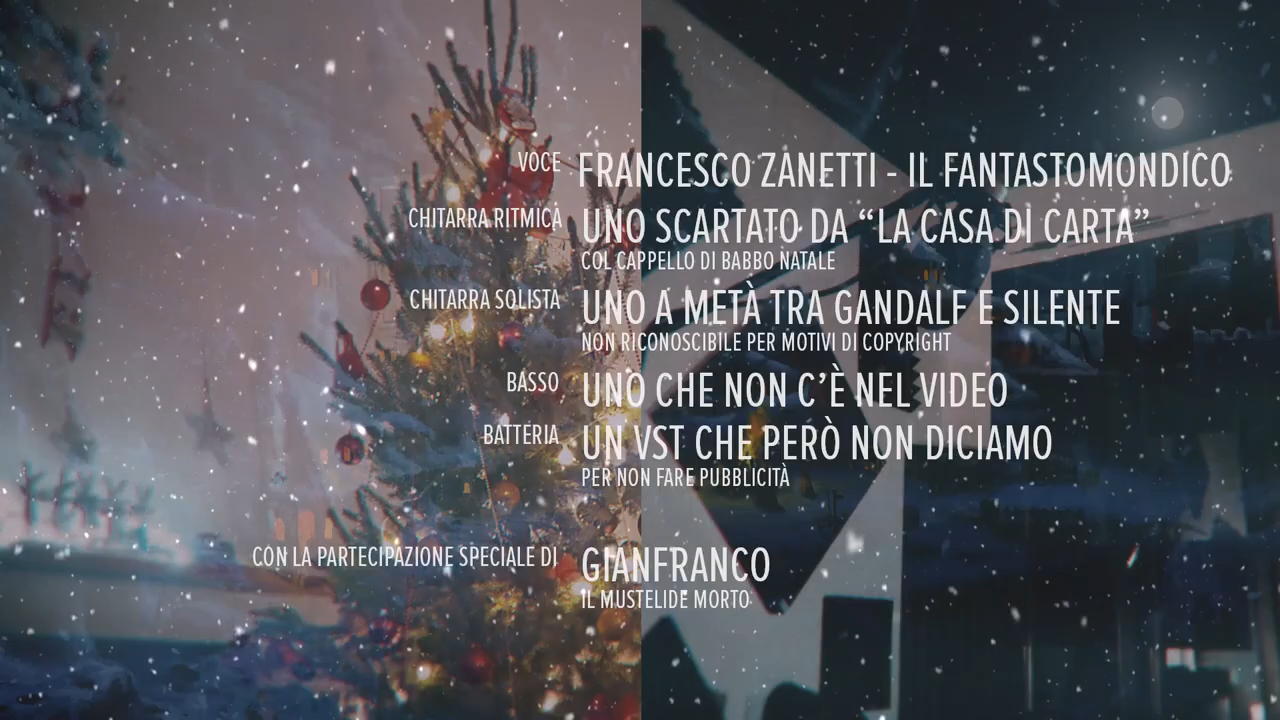 VOCE FRANCESCO ZANETTI - IL FANTASTOMONDICO
CHITARRA RITMICA UNO SCARTATO DA “LA CASA DI CARTA”
COL CAPPELLO DI BABBO NATALE
CHITARRA SOLISTA UNO A METÀ TRA GANDALF E SILENTE
NON RICONOSCIBILE PER MOTIVI DI COPYRIGHT
BASSO UNO CHE NON C’È NEL VIDEO
BATTERIA UN VST CHE PERÒ NON DICIAMO
PER NON FARE PUBBLICITÀ
CON LA PARTECIPAZIONE SPECIALE DI GIANFRANCO
IL MUSTELIDE MORTO